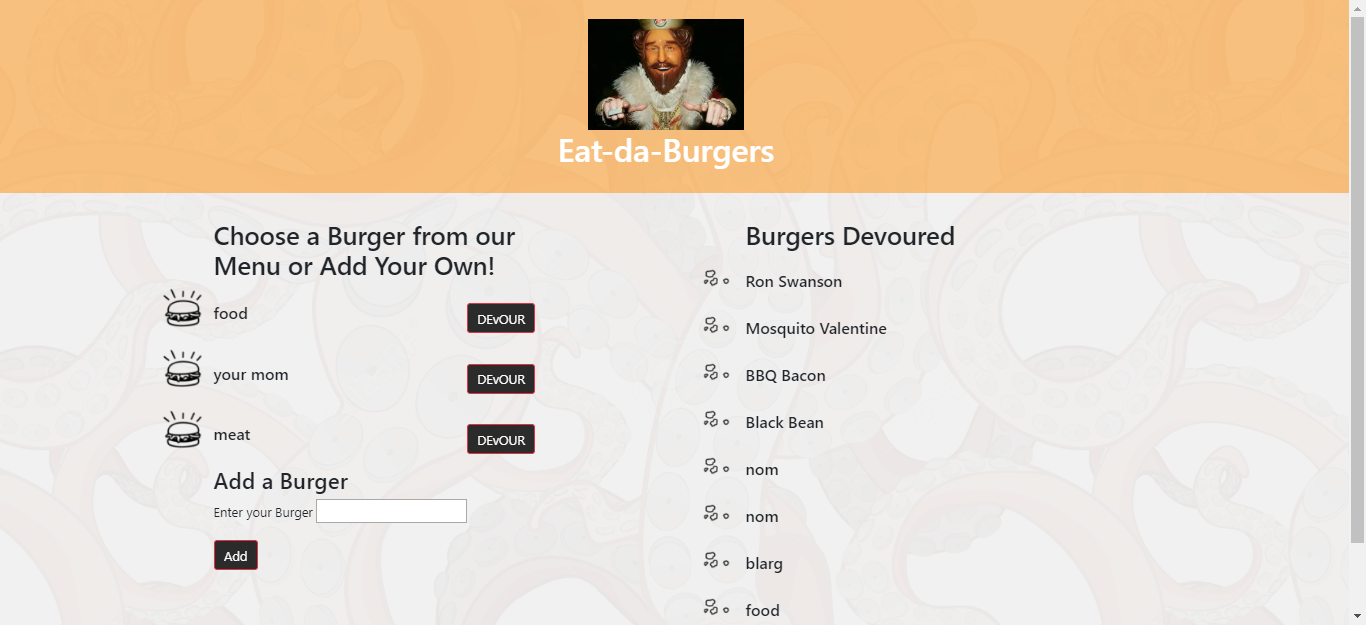 Eat-da-Burgers
Choose a Burger from our
Menu or Add Your Own!
food
DEvOUR
your mom
DEvOUR
meat
DEvOUR
Add a Burger
Enter your Burger
Add
Burgers Devoured
Ron Swanson
Mosquito Valentine
BBQ Bacon
Black Bean
nom
nom
blarg
food